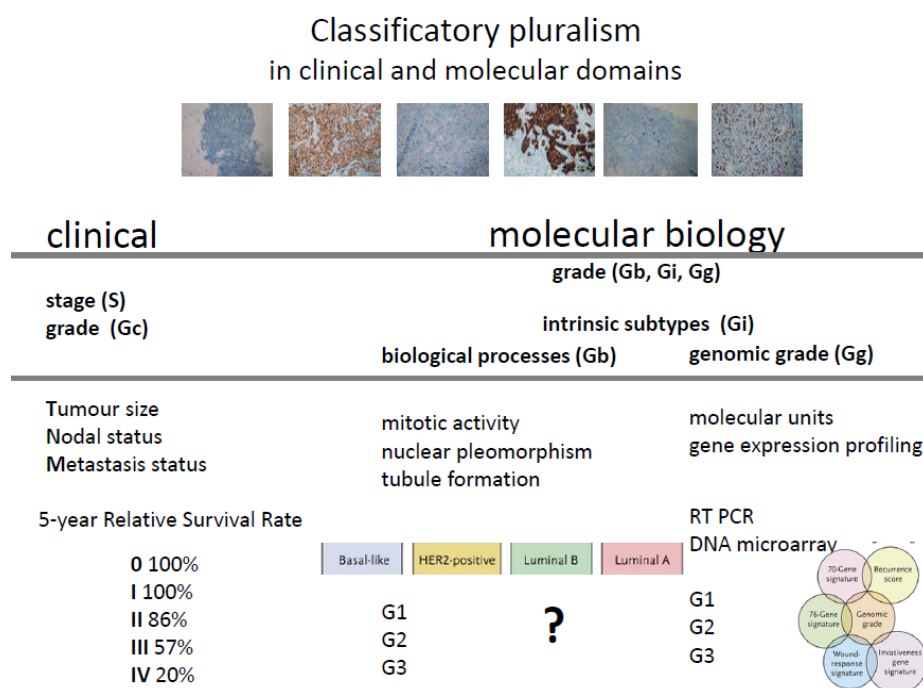 Classificatory pluralism
in clinical and molecular domains
clinical
molecular biology
stage (S)
grade (Gc)
grade (Gb, Gi, Gg)
intrinsic subtypes (Gi)
biological processes (Gb)
genomic grade (Gg)
Tumour size
Nodal status
Metastasis status
mitotic activity
nuclear pleomorphism
tubule formation
molecular units
gene expression profiling
5-year Relative Survival Rate
0 100%
I 100%
II 86%
III 57%
IV 20%
Basal-like
HER2-positive
Luminal B
Luminal A
G1
G2
G3
?
RT PCR
DNA microarray
G1
G2
G3
70-Gene
signature
Recurrence
score
76-Gene
signature
Genomic
grade
Wound-
response
signature
Invasiveness
gene
signature